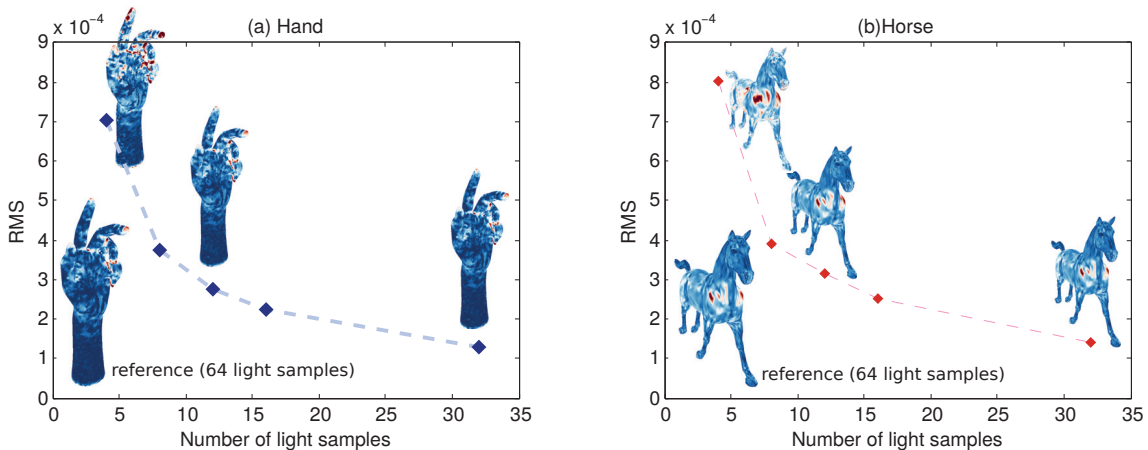 x 10⁻⁴
(a) Hand
9
8
7
6
5
4
3
2
1
0
RMS
reference (64 light samples)
0 5 10 15 20 25 30 35
Number of light samples
x 10⁻⁴
(b)Horse
9
8
7
6
5
4
3
2
1
0
RMS
reference (64 light samples)
0 5 10 15 20 25 30 35
Number of light samples